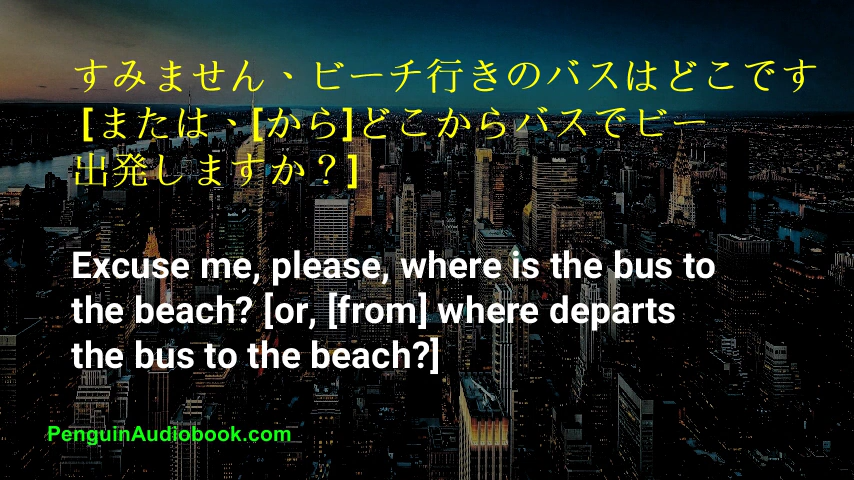 すみません、ビーチ行きのバスはどこです
[または、[から]どこからバスでビー
出発しますか？]
Excuse me, please, where is the bus to
the beach? [or, [from] where departs
the bus to the beach?]
PenguinAudiobook.com